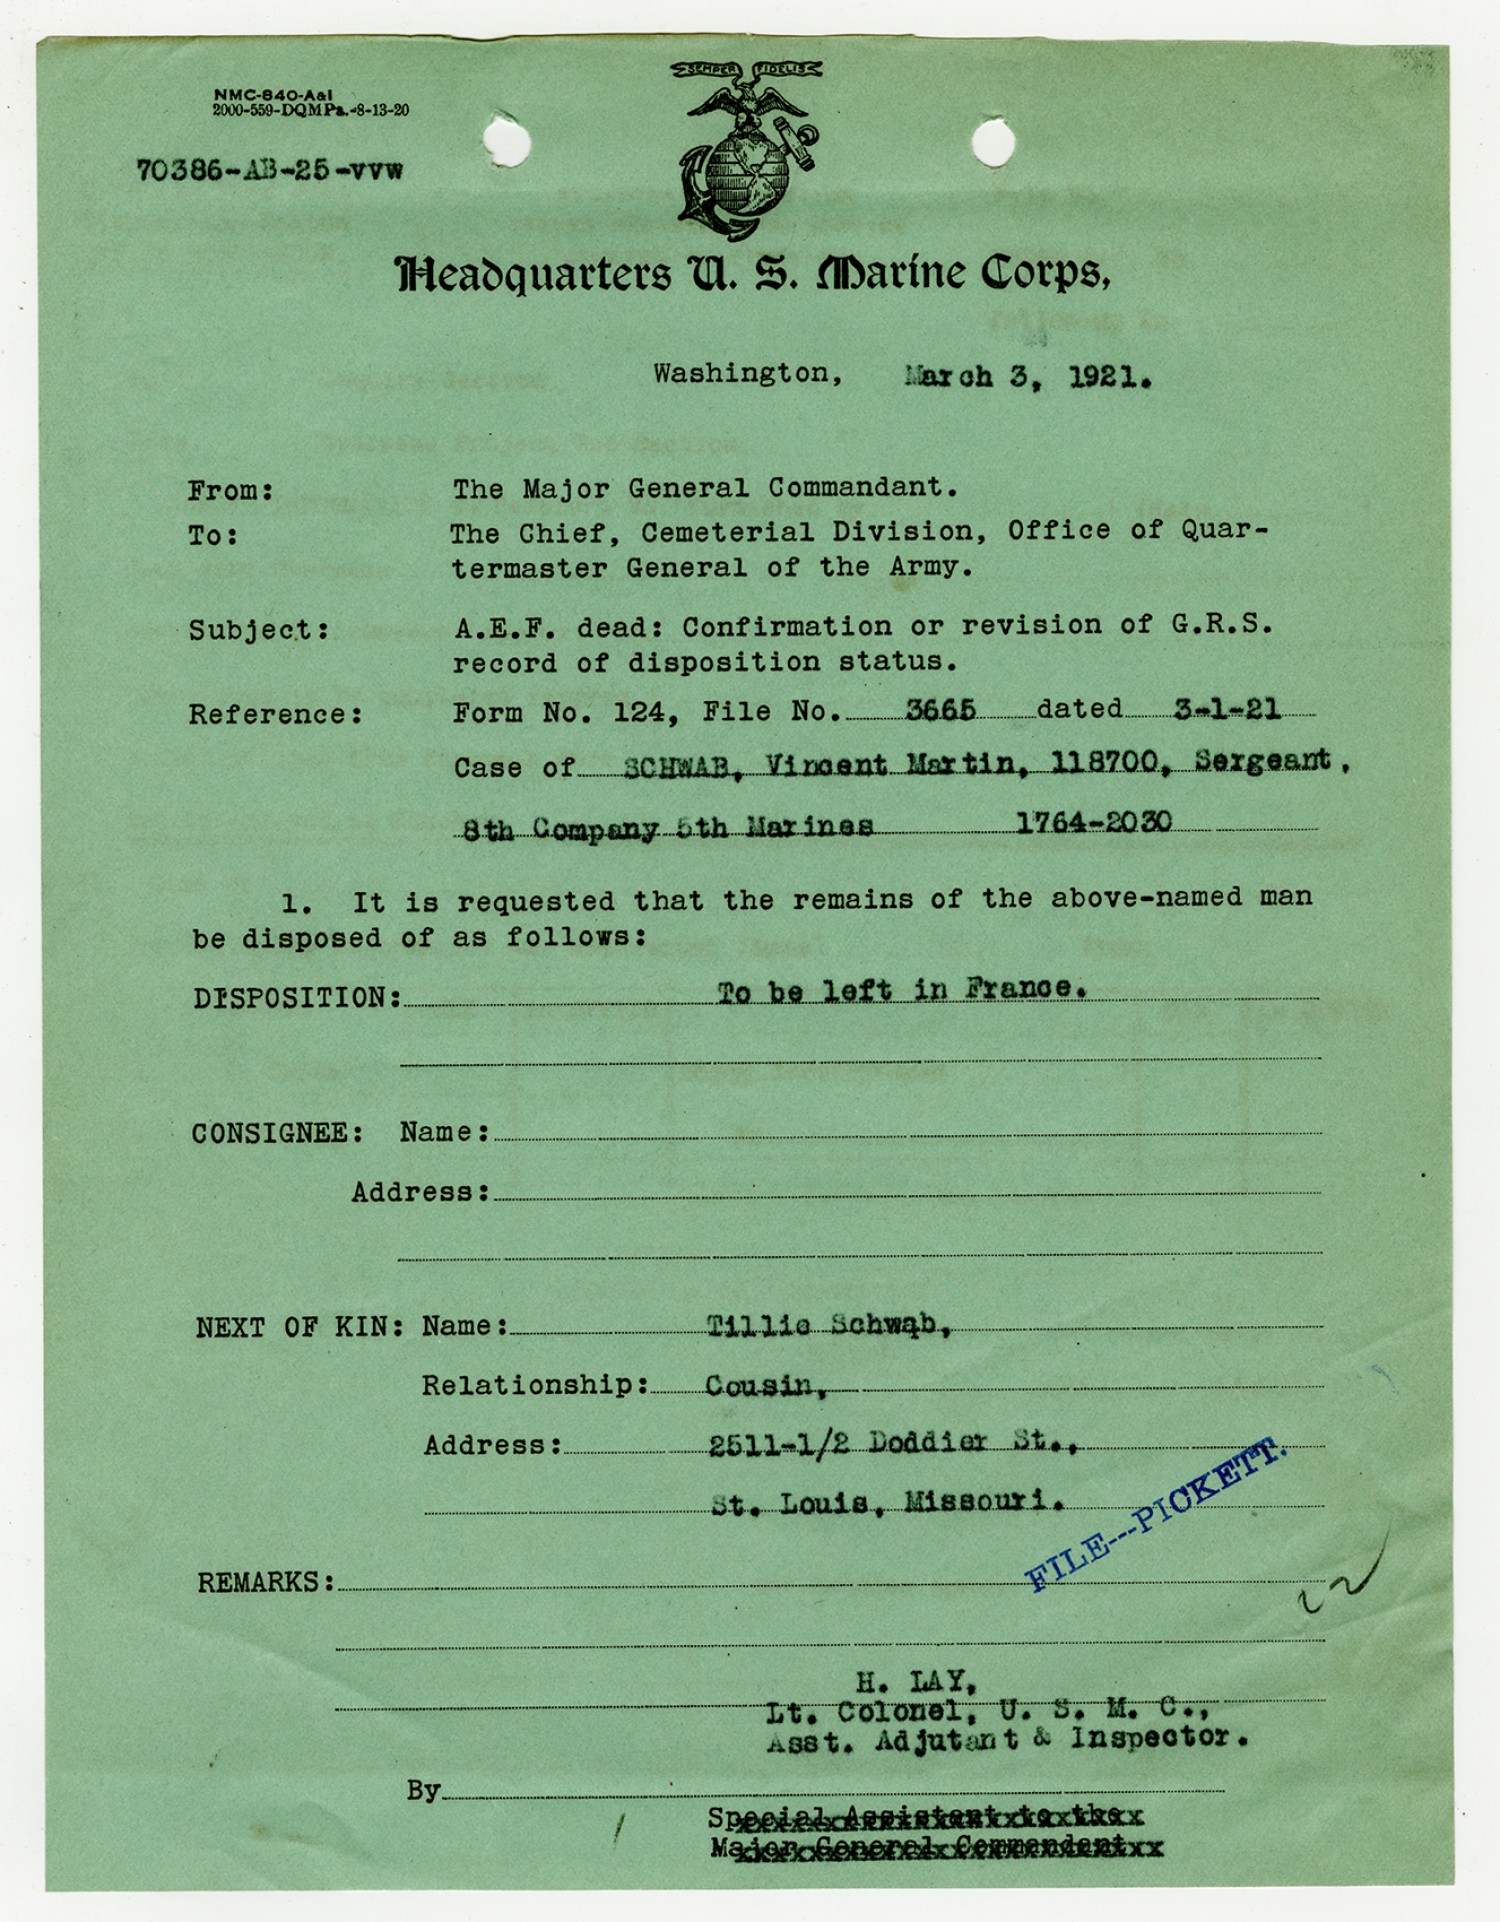 SEMPER FIDELIS
NMC-840-A&I
2000-559-DQMPa.-8-13-20
70386-AB-25-vvw
Headquarters U. S. Marine Corps,
Washington, March 3, 1921.
From: The Major General Commandant.
To: The Chief, Cemeterial Division, Office of Quar-
termaster General of the Army.
Subject: A.E.F. dead: Confirmation or revision of G.R.S.
record of disposition status.
Reference: Form No. 124, File No. 3665 dated 3-1-21
Case of SCHWAB, Vincent Martin, 118700, Sergeant,
8th Company 5th Marines 1764-2030
1. It is requested that the remains of the above-named man
be disposed of as follows:
DISPOSITION: To be left in France.
CONSIGNEE: Name:
Address:
NEXT OF KIN: Name: Tillie Schwab,
Relationship: Cousin,
Address: 2511-1/2 Doddier St.,
St. Louis, Missouri.
FILE---PICKETT.
REMARKS:
H. LAY,
Lt. Colonel, U. S. M. C.,
Asst. Adjutant & Inspector.
By
Special Assistant to the
Major General Commandant